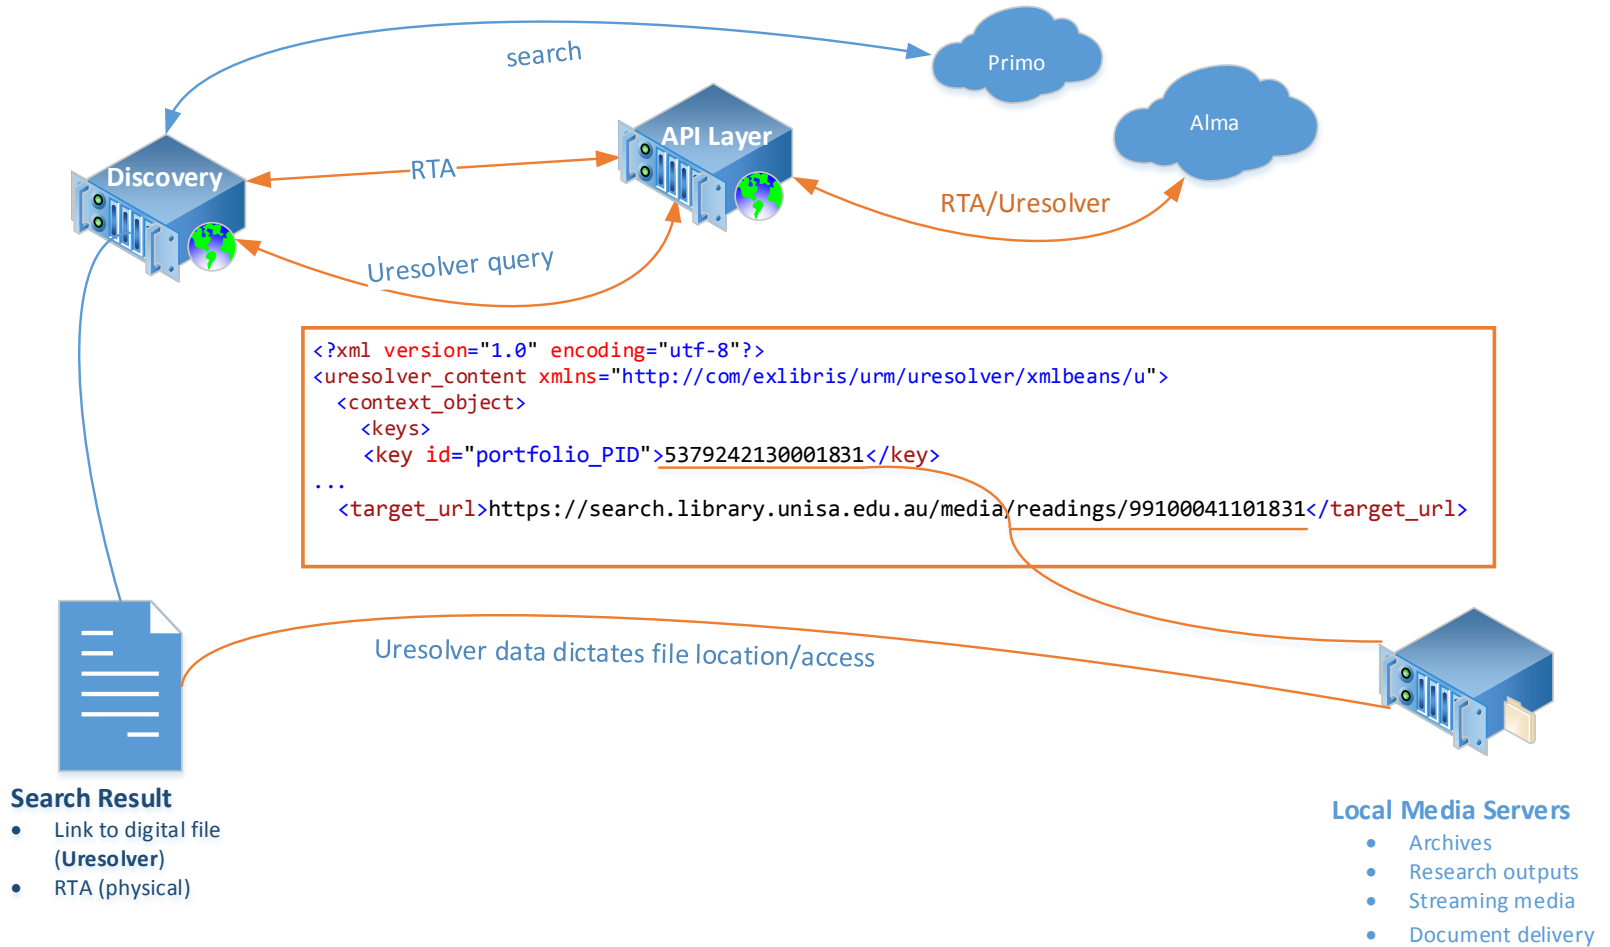 search
Primo
Alma
API Layer
Discovery
RTA
RTA/Uresolver
Uresolver query
<?xml version="1.0" encoding="utf-8"?>
<uresolver_content xmlns="http://com/exlibris/urm/uresolver/xmlbeans/u">
<context_object>
<keys>
<key id="portfolio_PID">5379242130001831</key>
...
<target_url>https://search.library.unisa.edu.au/media/readings/99100041101831</target_url>
Uresolver data dictates file location/access
Search Result
• Link to digital file
(Uresolver)
• RTA (physical)
Local Media Servers
• Archives
• Research outputs
• Streaming media
• Document delivery